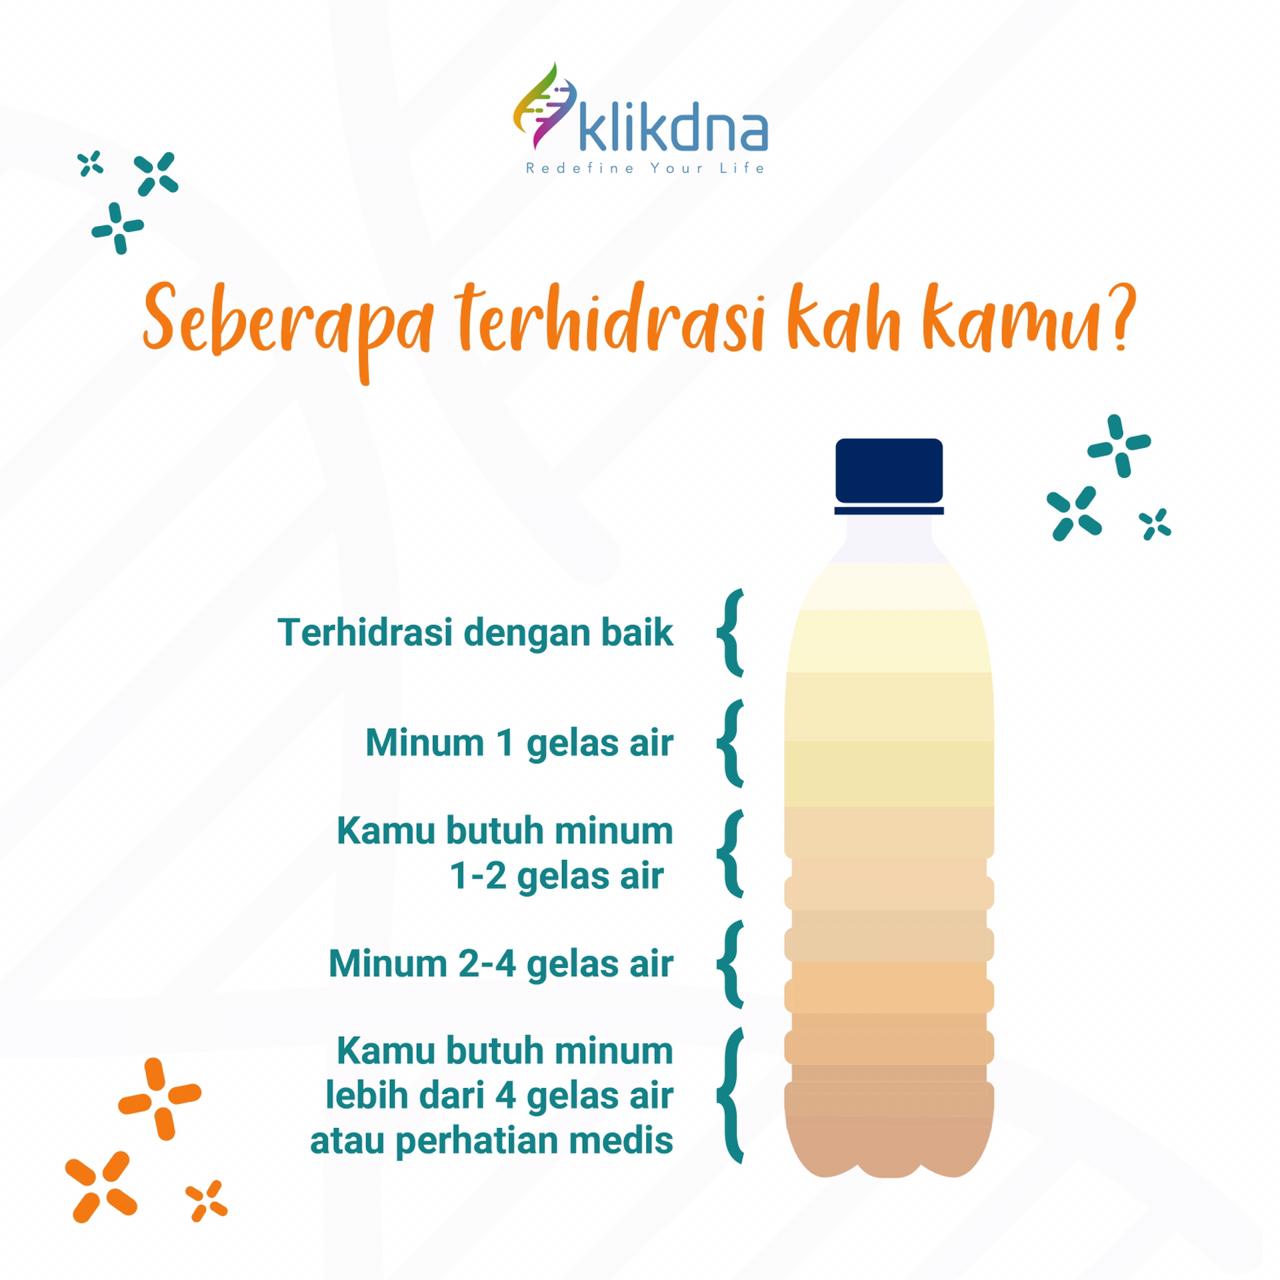 klikdna
Redefine Your Life
Seberapa terhidrasi kah kamu?
Terhidrasi dengan baik
Minum 1 gelas air
Kamu butuh minum
1-2 gelas air
Minum 2-4 gelas air
Kamu butuh minum
lebih dari 4 gelas air
atau perhatian medis